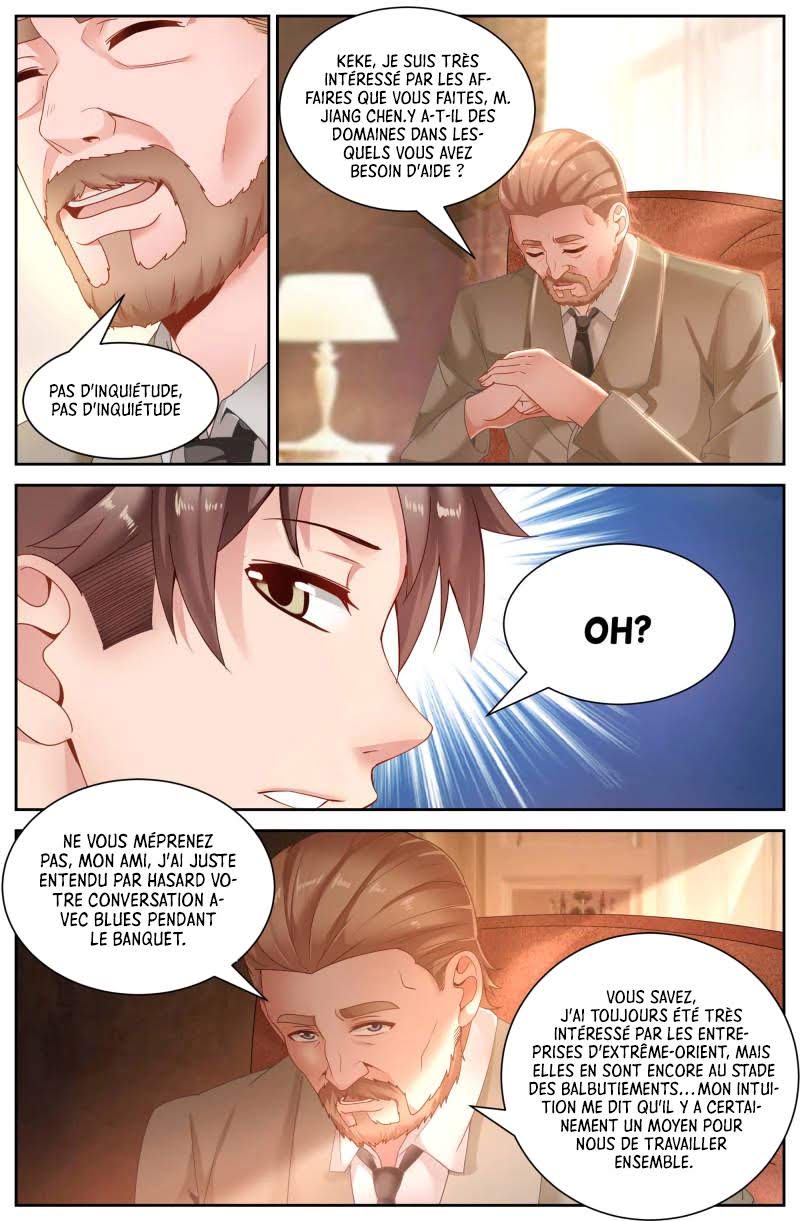 PAS D'INQUIÉTUDE,
PAS D'INQUIÉTUDE
KEKE, JE SUIS TRÈS
INTÉRESSÉ PAR LES AF-
FAIRES QUE VOUS FAITES, M.
JIANG CHEN.Y A-T-IL DES
DOMAINES DANS LES-
QUELS VOUS AVEZ
BESOIN D'AIDE ?
OH?
NE VOUS MÉPRENEZ
PAS, MON AMI, J'AI JUSTE
ENTENDU PAR HASARD VO-
TRE CONVERSATION A-
VEC BLUES PENDANT
LE BANQUET.
VOUS SAVEZ,
J'AI TOUJOURS ÉTÉ TRÈS
INTÉRESSÉ PAR LES ENTRE-
PRISES D'EXTRÊME-ORIENT, MAIS
ELLES EN SONT ENCORE AU STADE
DES BALBUTIEMENTS...MON INTUI-
TION ME DIT QU'IL Y A CERTAI-
NEMENT UN MOYEN POUR
NOUS DE TRAVAILLER
ENSEMBLE.